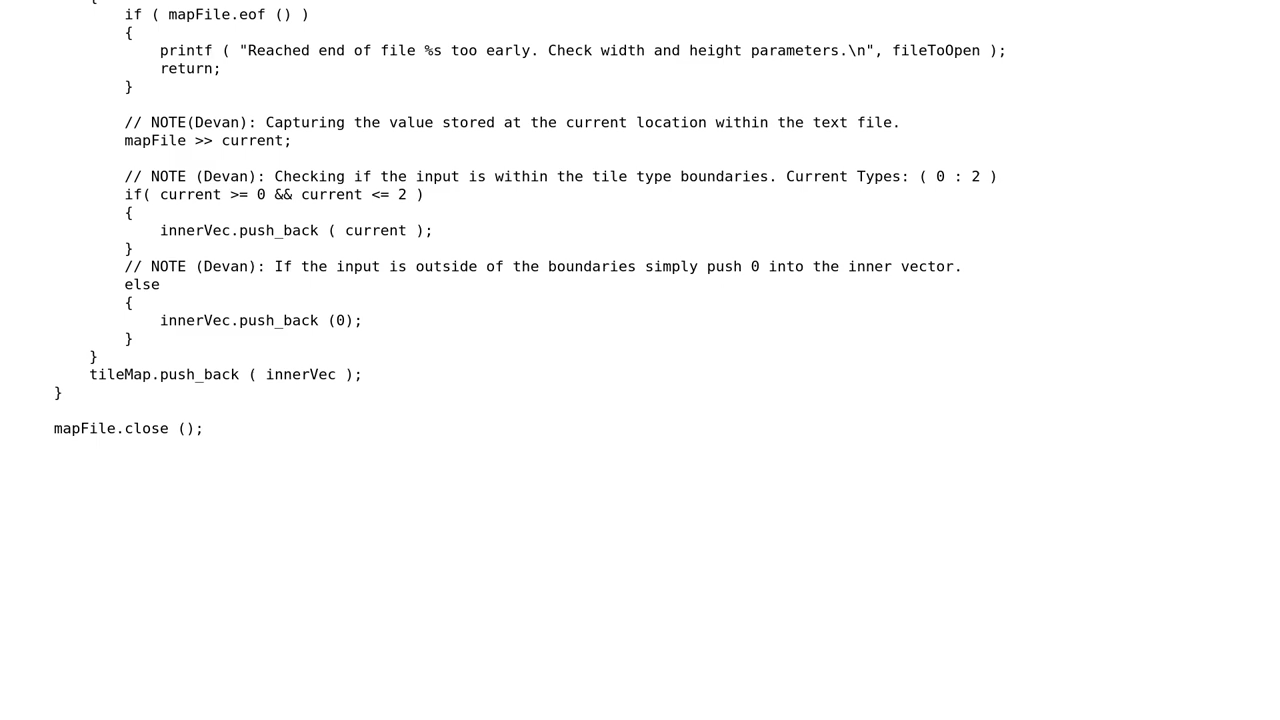 {
if ( mapFile.eof () )
{
printf ( "Reached end of file %s too early. Check width and height parameters.\n", fileToOpen );
return;
}
// NOTE(Devan): Capturing the value stored at the current location within the text file.
mapFile >> current;
// NOTE (Devan): Checking if the input is within the tile type boundaries. Current Types: ( 0 : 2 )
if( current >= 0 && current <= 2 )
{
innerVec.push_back ( current );
}
// NOTE (Devan): If the input is outside of the boundaries simply push 0 into the inner vector.
else
{
innerVec.push_back (0);
}
}
tileMap.push_back ( innerVec );
}
mapFile.close ();